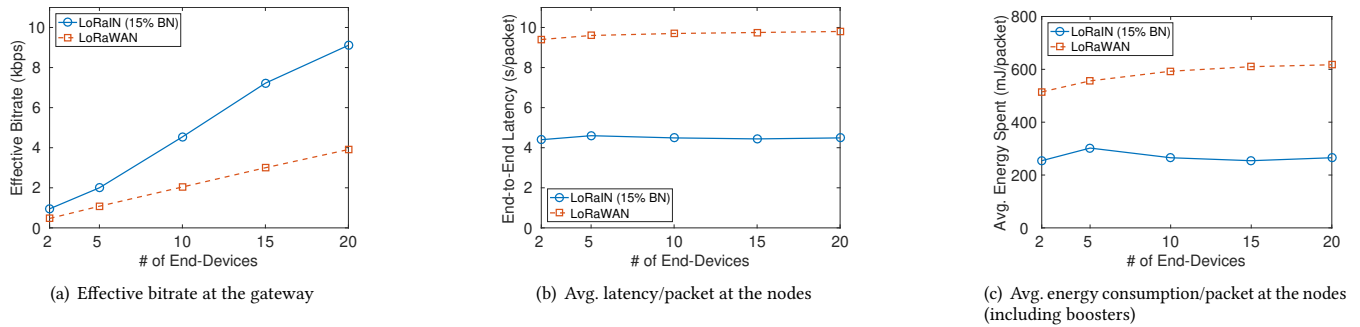 Effective Bitrate (kbps)
10
8
6
4
2
0
LoRaIN (15% BN)
LoRaWAN
2 5 10 15 20
# of End-Devices
(a) Effective bitrate at the gateway
End-to-End Latency (s/packet)
10
8
6
4
2
0
LoRaIN (15% BN)
LoRaWAN
2 5 10 15 20
# of End-Devices
(b) Avg. latency/packet at the nodes
Avg. Energy Spent (mJ/packet)
800
600
400
200
0
LoRaIN (15% BN)
LoRaWAN
2 5 10 15 20
# of End-Devices
(c) Avg. energy consumption/packet at the nodes
(including boosters)